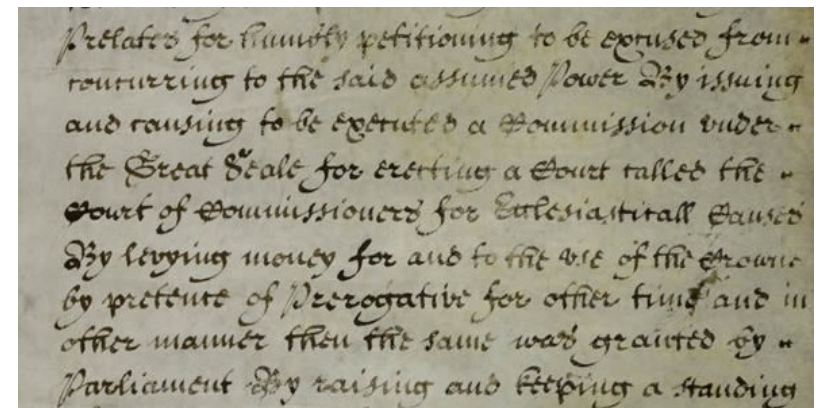 Prelates for humbly petitioning to be excused from
concurring to the said assumed Power By issuing
and causing to be executed a Commission vnder
the Great Seale for erecting a Court called the
Court of Commissioners for Ecclesiasticall Causes
By levying money for and to the vse of the Crowne
by pretence of Prerogative for other time and in
other manner then the same was granted by
Parliament By raising and keeping a standing